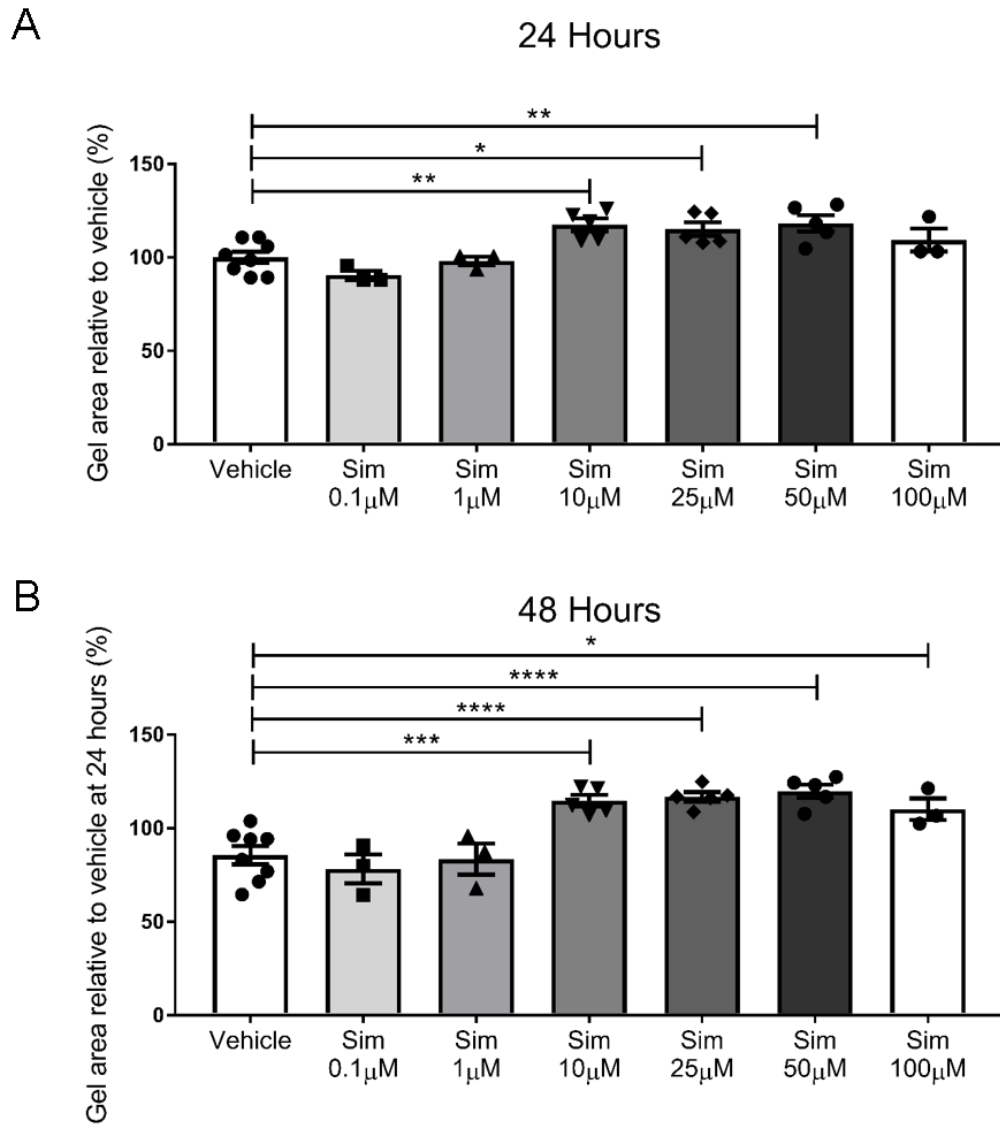 A
24 Hours
**
*
**
Gel area relative to vehicle (%)
150
100
50
0
Vehicle
Sim
0.1μM
Sim
1μM
Sim
10μM
Sim
25μM
Sim
50μM
Sim
100μM
B
48 Hours
*
****
****
***
Gel area relative to vehicle at 24 hours (%)
150
100
50
0
Vehicle
Sim
0.1μM
Sim
1μM
Sim
10μM
Sim
25μM
Sim
50μM
Sim
100μM